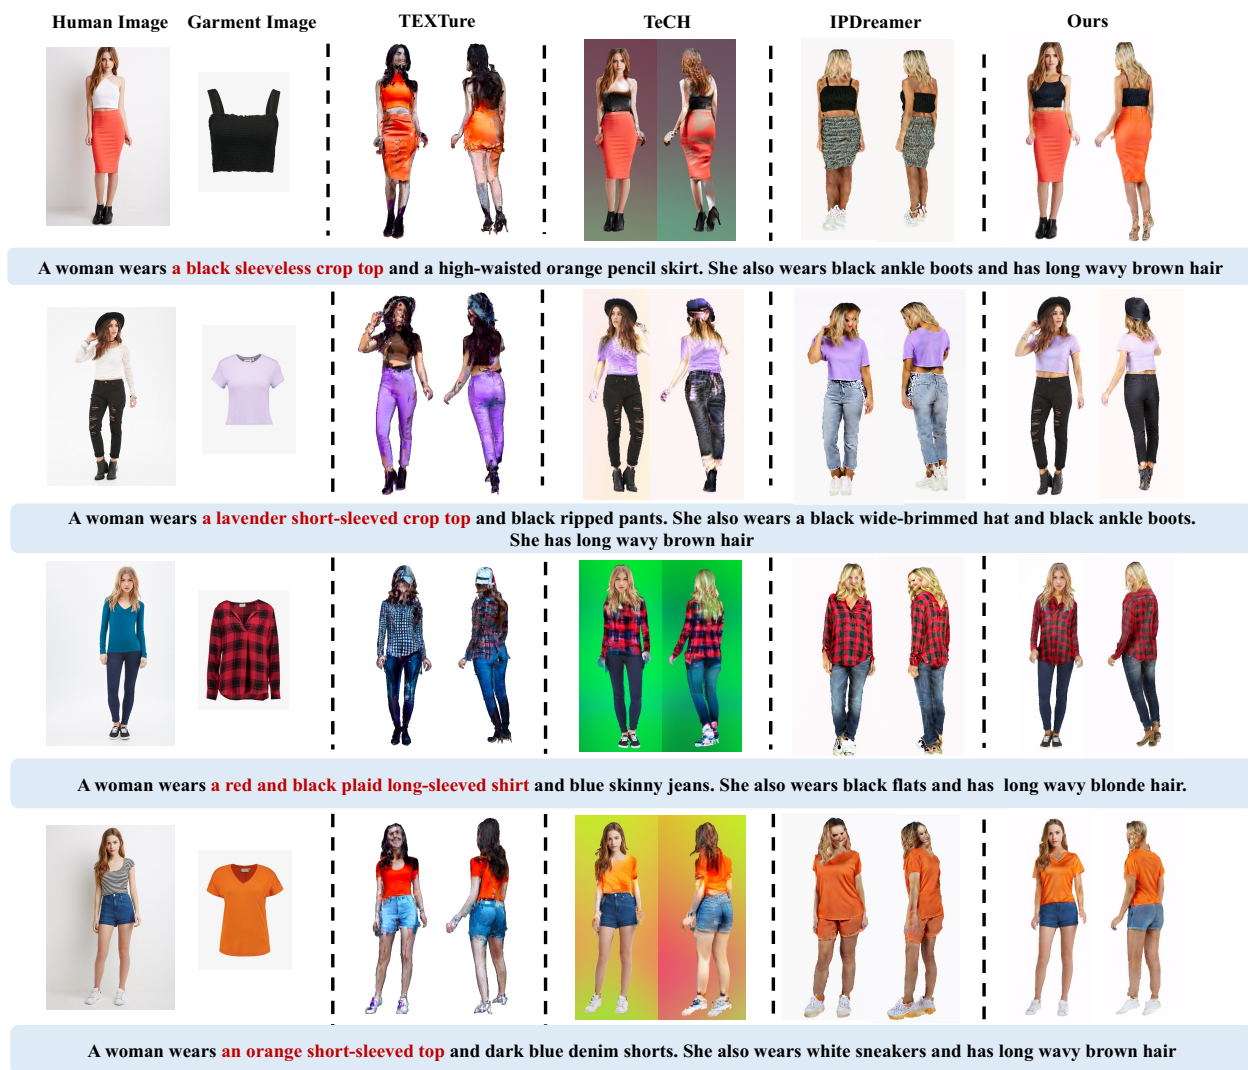 Human Image
Garment Image
TEXTure
TeCH
IPDreamer
Ours
A woman wears a black sleeveless crop top and a high-waisted orange pencil skirt. She also wears black ankle boots and has long wavy brown hair
A woman wears a lavender short-sleeved crop top and black ripped pants. She also wears a black wide-brimmed hat and black ankle boots.
She has long wavy brown hair
A woman wears a red and black plaid long-sleeved shirt and blue skinny jeans. She also wears black flats and has long wavy blonde hair.
A woman wears an orange short-sleeved top and dark blue denim shorts. She also wears white sneakers and has long wavy brown hair